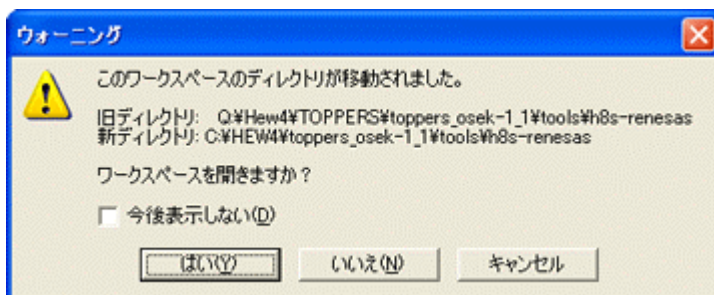 ウォーニング
このワークスペースのディレクトリが移動されました。
旧ディレクトリ: Q:¥Hew4¥TOPPERS¥toppers_osek-1_1¥tools¥h8s-renesas
新ディレクトリ: C:¥HEW4¥toppers_osek-1_1¥tools¥h8s-renesas
ワークスペースを開きますか？
今後表示しない(D)
はい(Y) いいえ(N) キャンセル